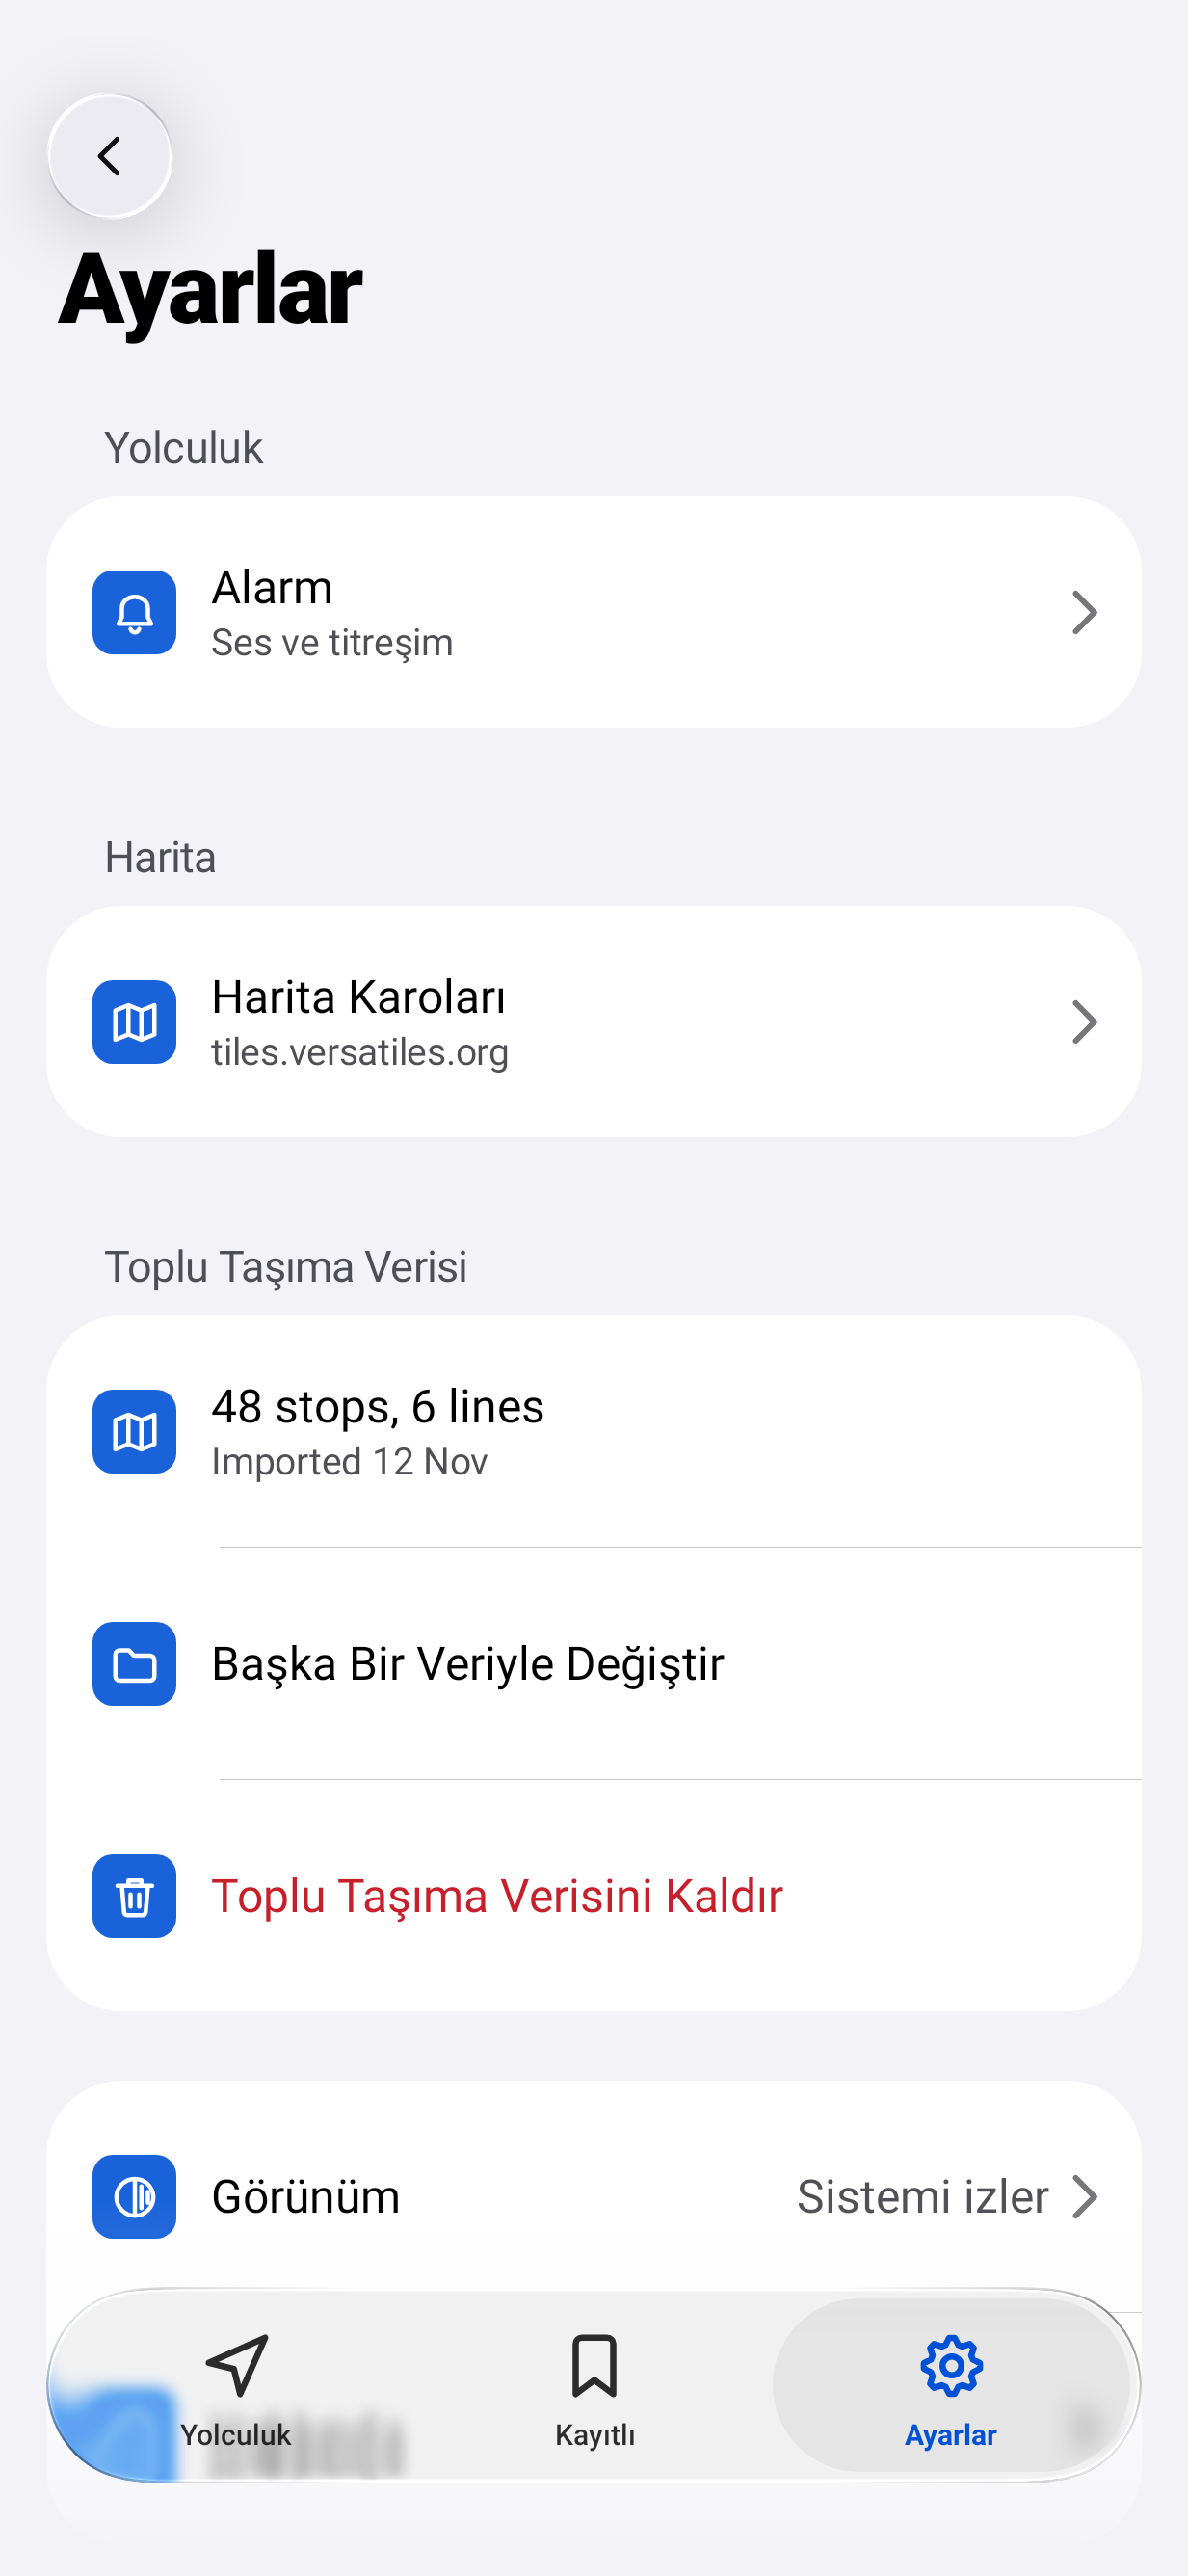 Ayarlar
Yolculuk
Alarm
Ses ve titreşim
Harita
Harita Karoları
tiles.versatiles.org
Toplu Taşıma Verisi
48 stops, 6 lines
Imported 12 Nov
Başka Bir Veriyle Değiştir
Toplu Taşıma Verisini Kaldır
Görünüm
Sistemi izler
Yolculuk
Kayıtlı
Ayarlar